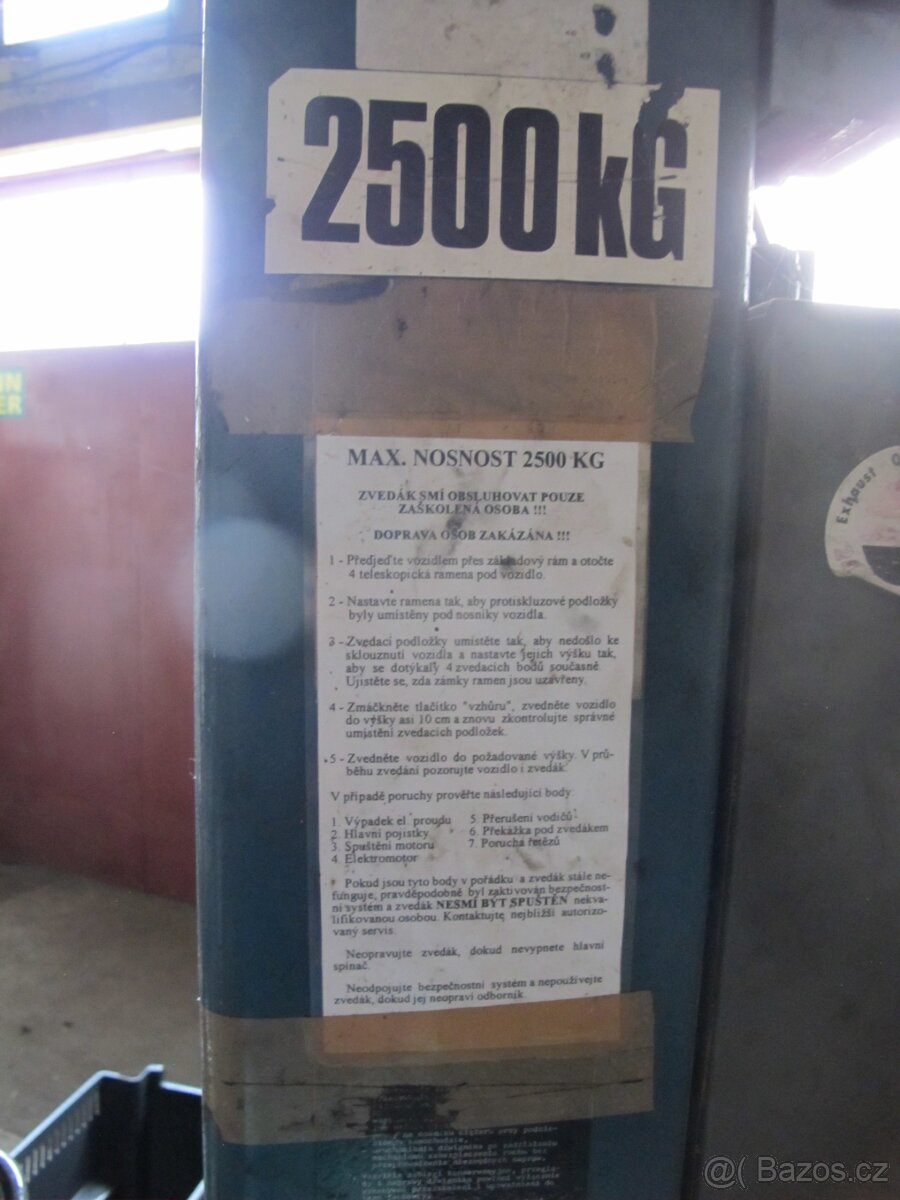 2500kG
MAX. NOSNOST 2500 KG
ZVEDÁK SMÍ OBSLUHOVAT POUZE
ZAŠKOLENÁ OSOBA !!!
DOPRAVA OSOB ZAKÁZÁNA !!!
1 - Předjeďte vozidlem přes základový rám a otočte
4 teleskopická ramena pod vozidlo.
2 - Nastavte ramena tak, aby protiskluzové podložky
byly umístěny pod nosníky vozidla.
3 - Zvedací podložky umístěte tak, aby nedošlo ke
sklouznutí vozidla a nastavte jejich výšku tak,
aby se dotýkaly 4 zvedacích bodů současně.
Ujistěte se, zda zámky ramen jsou uzavřeny.
4 - Zmáčkněte tlačítko "vzhůru", zvedněte vozidlo
do výšky asi 10 cm a znovu zkontrolujte správné
umístění zvedacích podložek.
5 - Zvedněte vozidlo do požadované výšky. V prů-
běhu zvedání pozorujte vozidlo i zvedák.
V případě poruchy prověřte následující body:
1. Výpadek el. proudu 5. Přerušení vodičů
2. Hlavní pojistky 6. Překážka pod zvedákem
3. Spuštění motoru 7. Porucha řetězů
4. Elektromotor
Pokud jsou tyto body v pořádku a zvedák stále ne-
funguje, pravděpodobně byl zaktivován bezpečnost-
ní systém a zvedák NESMÍ BÝT SPUŠTĚN nekva-
lifikovanou osobou. Kontaktujte nejbližší autorizo-
vaný servis.
Neopravujte zvedák, dokud nevypnete hlavní
spínač.
Neodpojujte bezpečnostní systém a nepoužívejte
zvedák, dokud jej neopraví odborník.
Exhaust
IN
ER
@( Bazos.cz